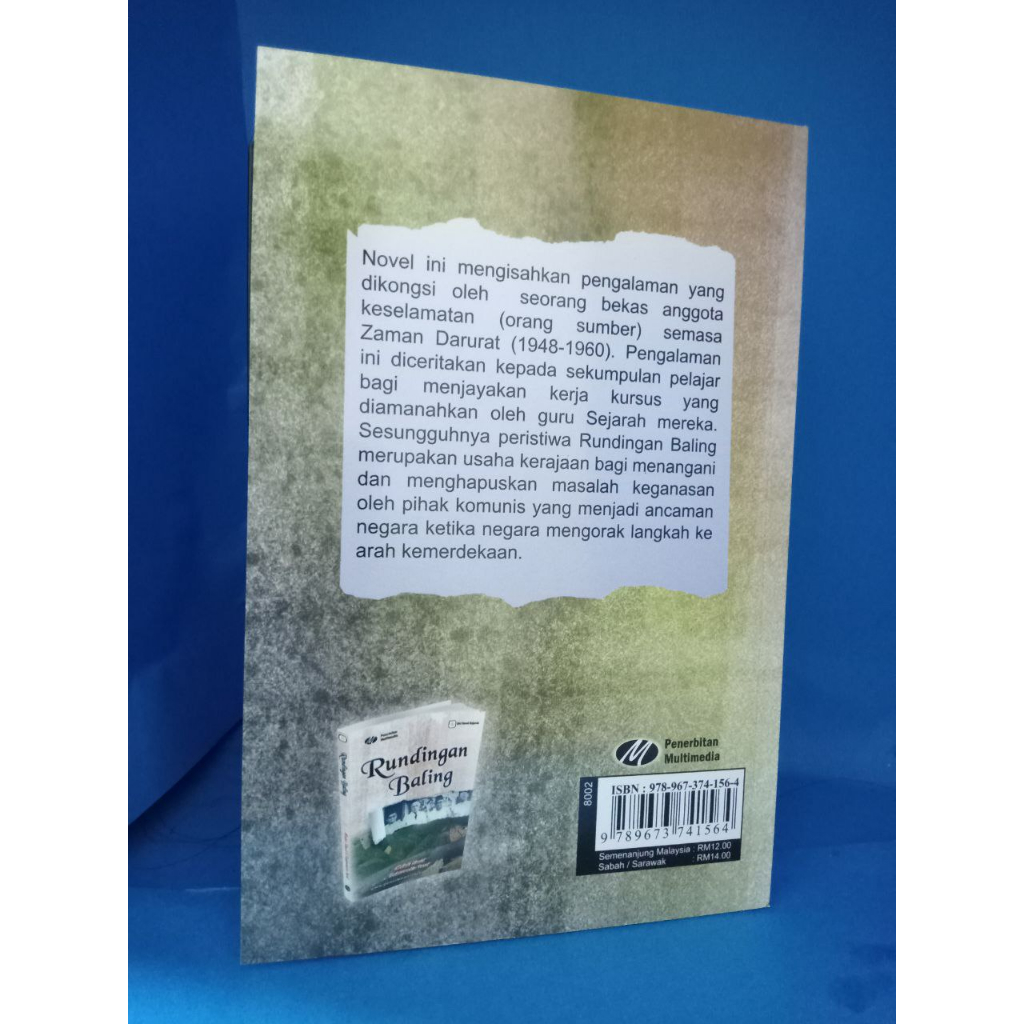 Novel ini mengisahkan pengalaman yang
dikongsi oleh seorang bekas anggota
keselamatan (orang sumber) semasa
Zaman Darurat (1948-1960). Pengalaman
ini diceritakan kepada sekumpulan pelajar
bagi menjayakan kerja kursus yang
diamanahkan oleh guru Sejarah mereka.
Sesungguhnya peristiwa Rundingan Baling
merupakan usaha kerajaan bagi menangani
dan menghapuskan masalah keganasan
oleh pihak komunis yang menjadi ancaman
negara ketika negara mengorak langkah ke
arah kemerdekaan.
Penerbitan
Multimedia
Rundingan
Baling
Rundingan Baling
Penerbitan
Multimedia
8002
ISBN : 978-967-374-156-4
9 789673 741564
Semenanjung Malaysia : RM12.00
Sabah / Sarawak : RM14.00